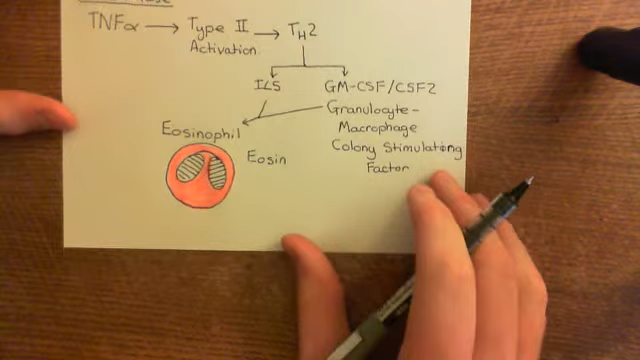 TNFα → Type II → TH2
Activation
IL5 GM-CSF/CSF2
Granulocyte-
Macrophage
Colony Stimulating
Factor
Eosinophil
Eosin